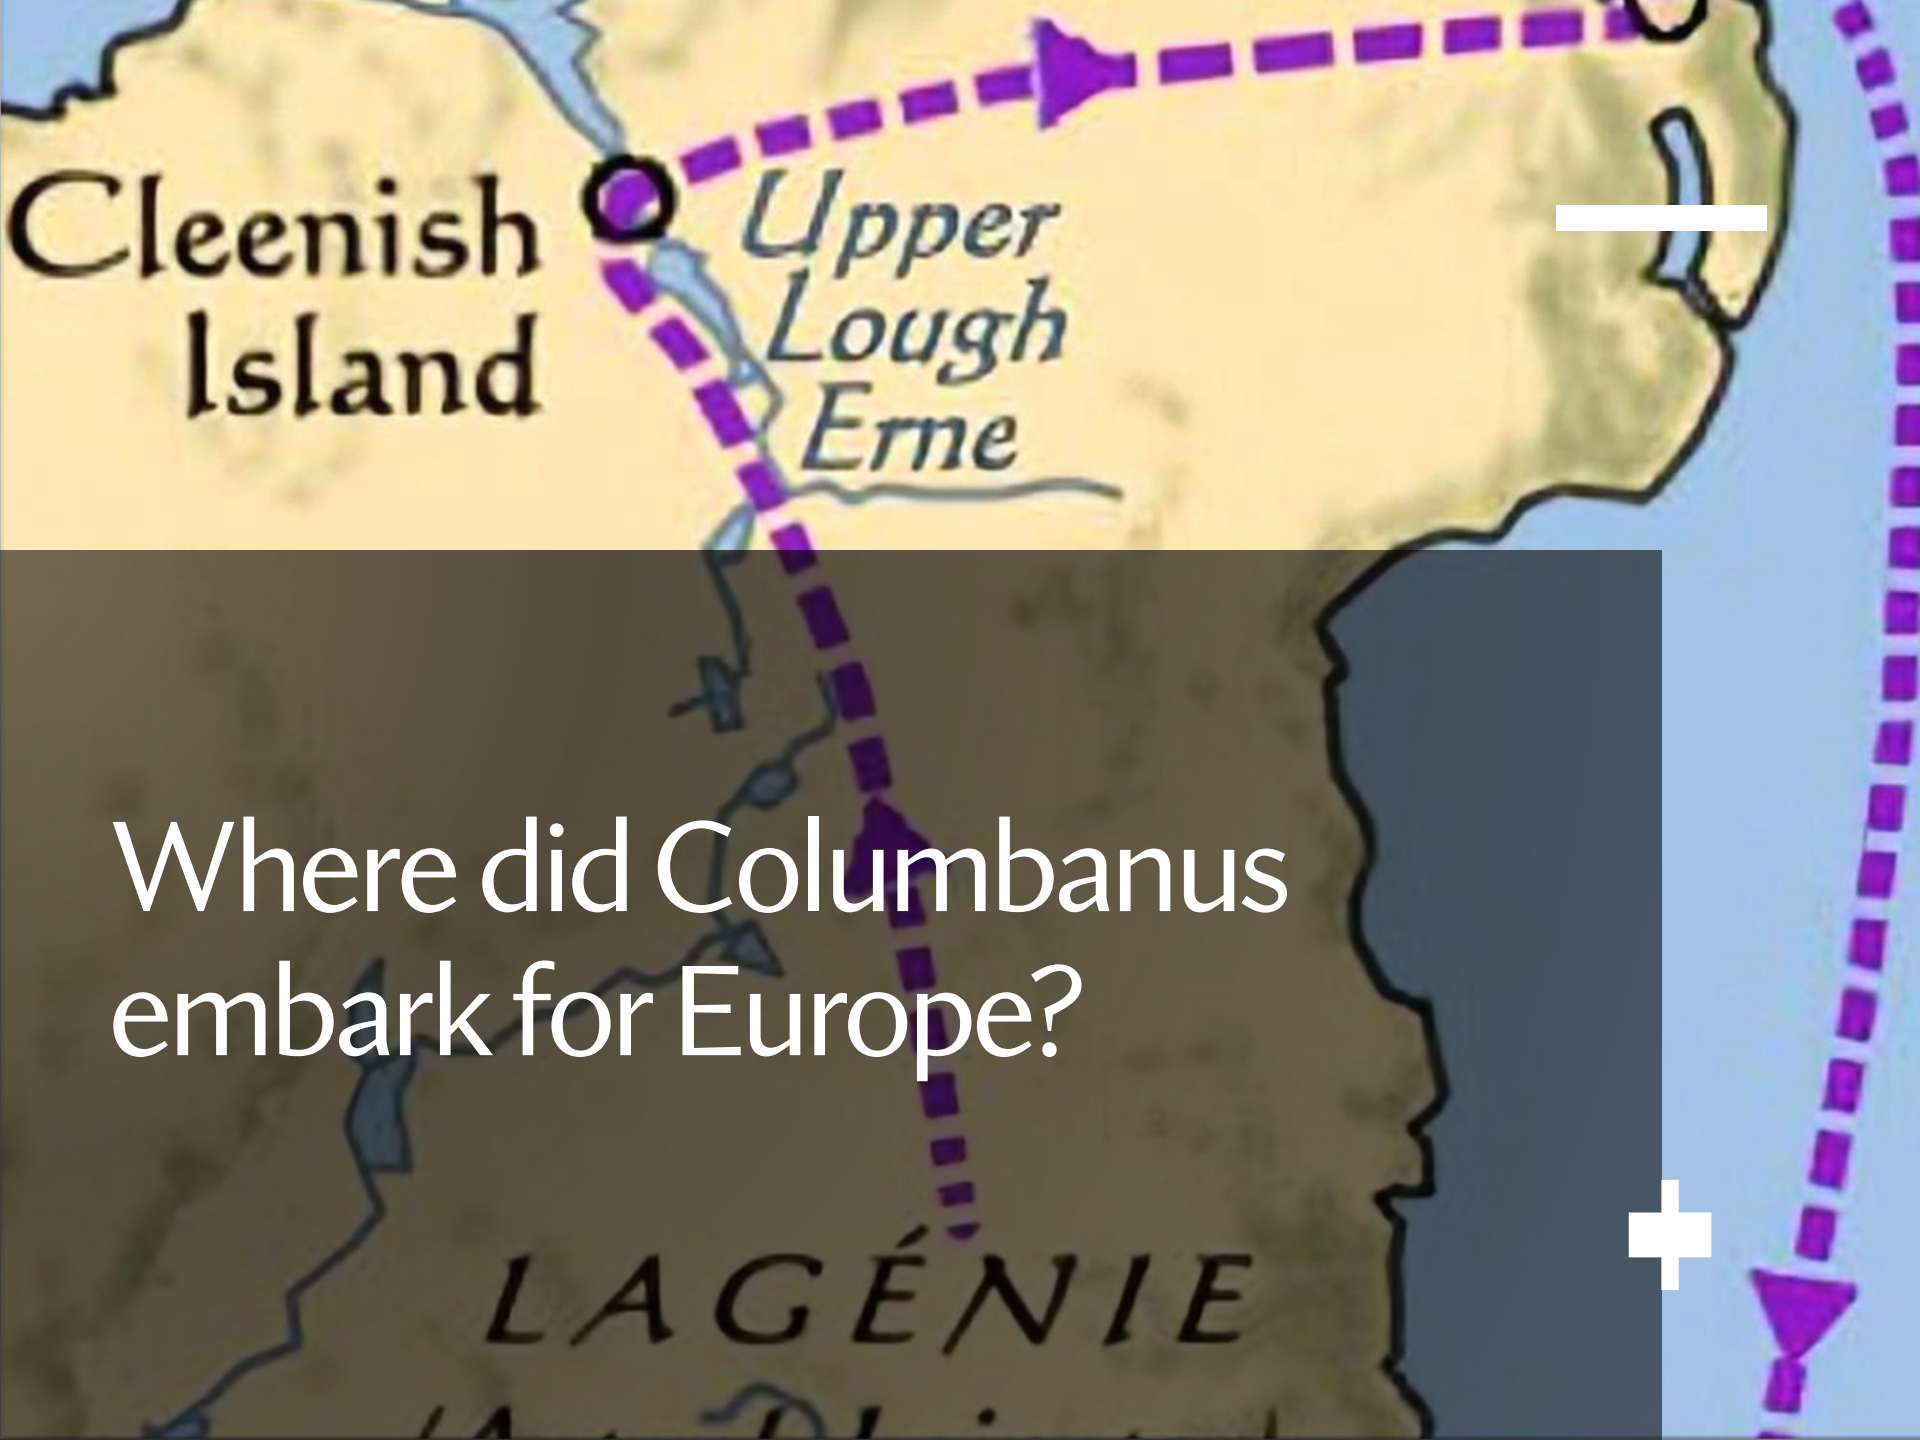 Cleenish
Island
Upper
Lough
Erne
Where did Columbanus
embark for Europe?
LAGÉNIE